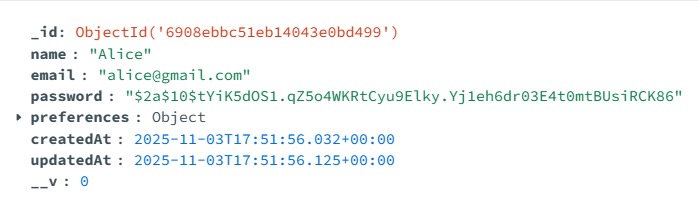 _id: ObjectId('6908ebbc51eb14043e0bd499')
name : "Alice"
email : "alice@gmail.com"
password : "$2a$10$tYiK5dOS1.qZ5o4WKRtCyu9Elky.Yj1eh6dr03E4t0mtBUsiRCK86"
preferences : Object
createdAt : 2025-11-03T17:51:56.032+00:00
updatedAt : 2025-11-03T17:51:56.125+00:00
__v : 0